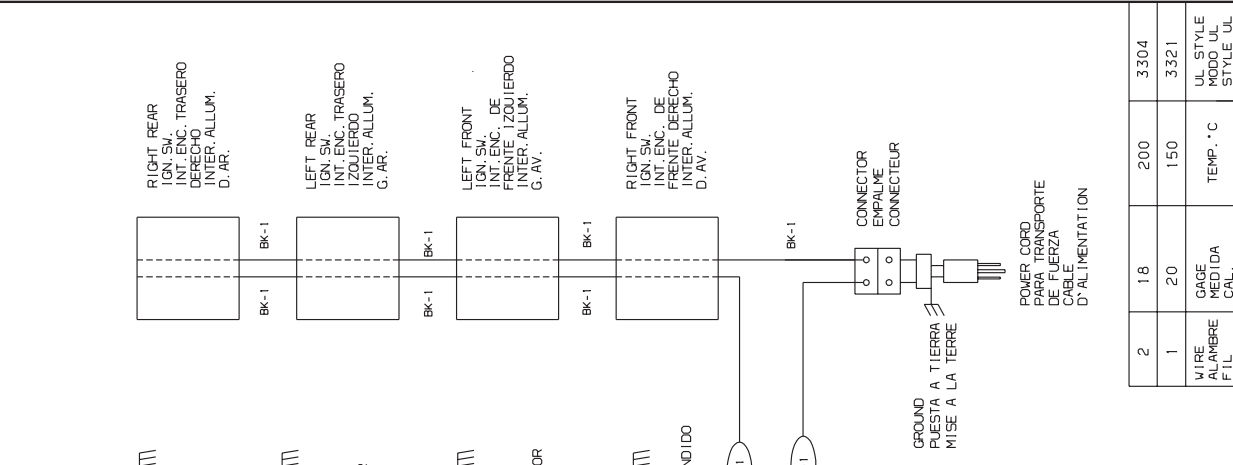 RIGHT REAR
IGN. SW.
INT. ENC. TRASERO
DERECHO
INTER. ALLUM.
D. AR.
BK-1
BK-1
LEFT REAR
IGN. SW.
INT. ENC. TRASERO
IZQUIERDO
INTER. ALLUM.
G. AR.
BK-1
BK-1
LEFT FRONT
IGN. SW.
INT. ENC. DE
FRENTE IZQUIERDO
INTER. ALLUM.
G. AV.
BK-1
BK-1
RIGHT FRONT
IGN. SW.
INT. ENC. DE
FRENTE DERECHO
INTER. ALLUM.
D. AV.
BK-1
CONNECTOR
EMPALME
CONNECTEUR
GROUND
PUESTA A TIERRA
MISE A LA TERRE
POWER CORD
PARA TRANSPORTE
DE FUERZA
CABLE
D'ALIMENTATION
OR
NDIDO
1
1
2 18 200 3304
1 20 150 3321
WIRE
ALAMBRE
FIL
GAGE
MEDIDA
CAL.
TEMP. °C
UL STYLE
MODO UL
STYLE UL